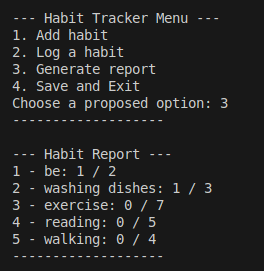 --- Habit Tracker Menu ---
1. Add habit
2. Log a habit
3. Generate report
4. Save and Exit
Choose a proposed option: 3
-------------------
--- Habit Report ---
1 - be: 1 / 2
2 - washing dishes: 1 / 3
3 - exercise: 0 / 7
4 - reading: 0 / 5
5 - walking: 0 / 4
-------------------